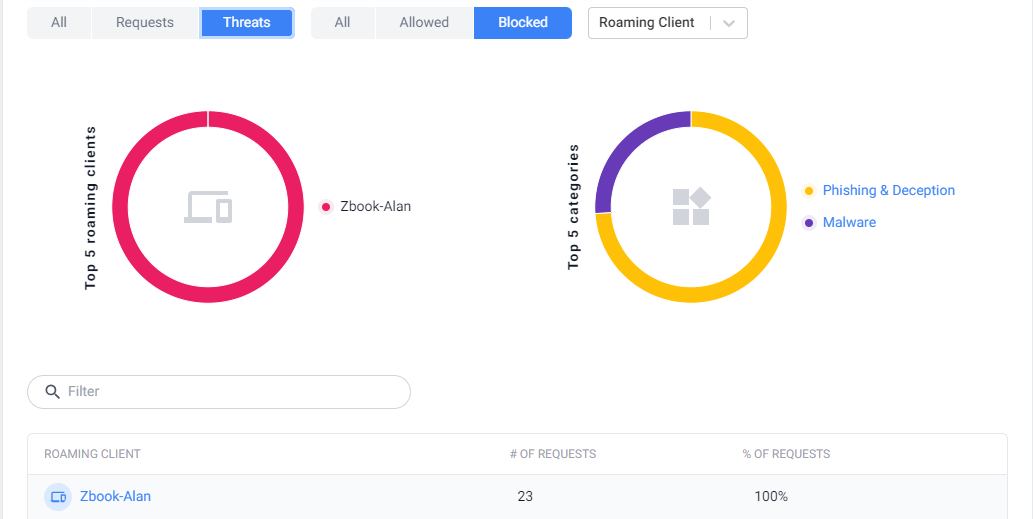 All Requests Threats All Allowed Blocked Roaming Client
Top 5 roaming clients
Zbook-Alan
Top 5 categories
Phishing & Deception
Malware
Filter
ROAMING CLIENT # OF REQUESTS % OF REQUESTS
Zbook-Alan 23 100%